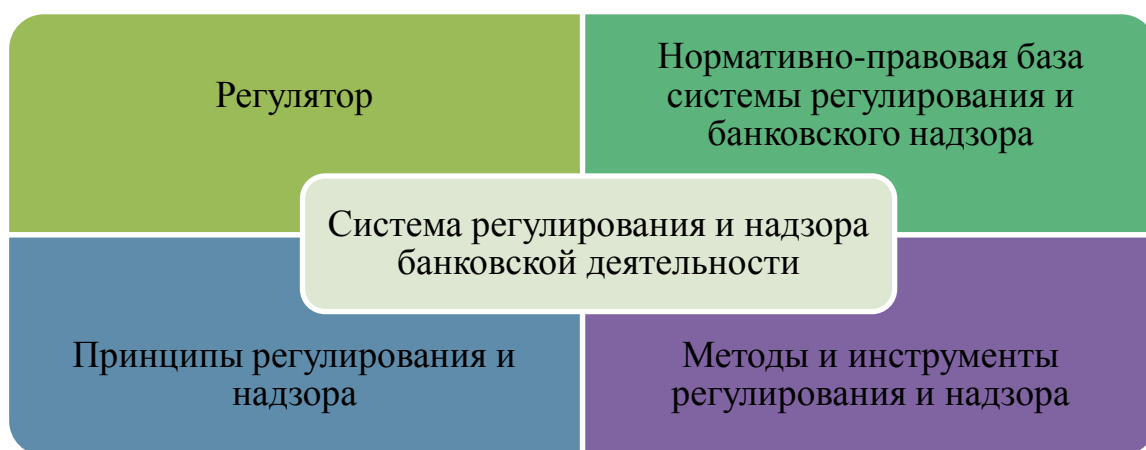 Регулятор
Нормативно-правовая база
системы регулирования и
банковского надзора
Система регулирования и надзора
банковской деятельности
Принципы регулирования и
надзора
Методы и инструменты
регулирования и надзора